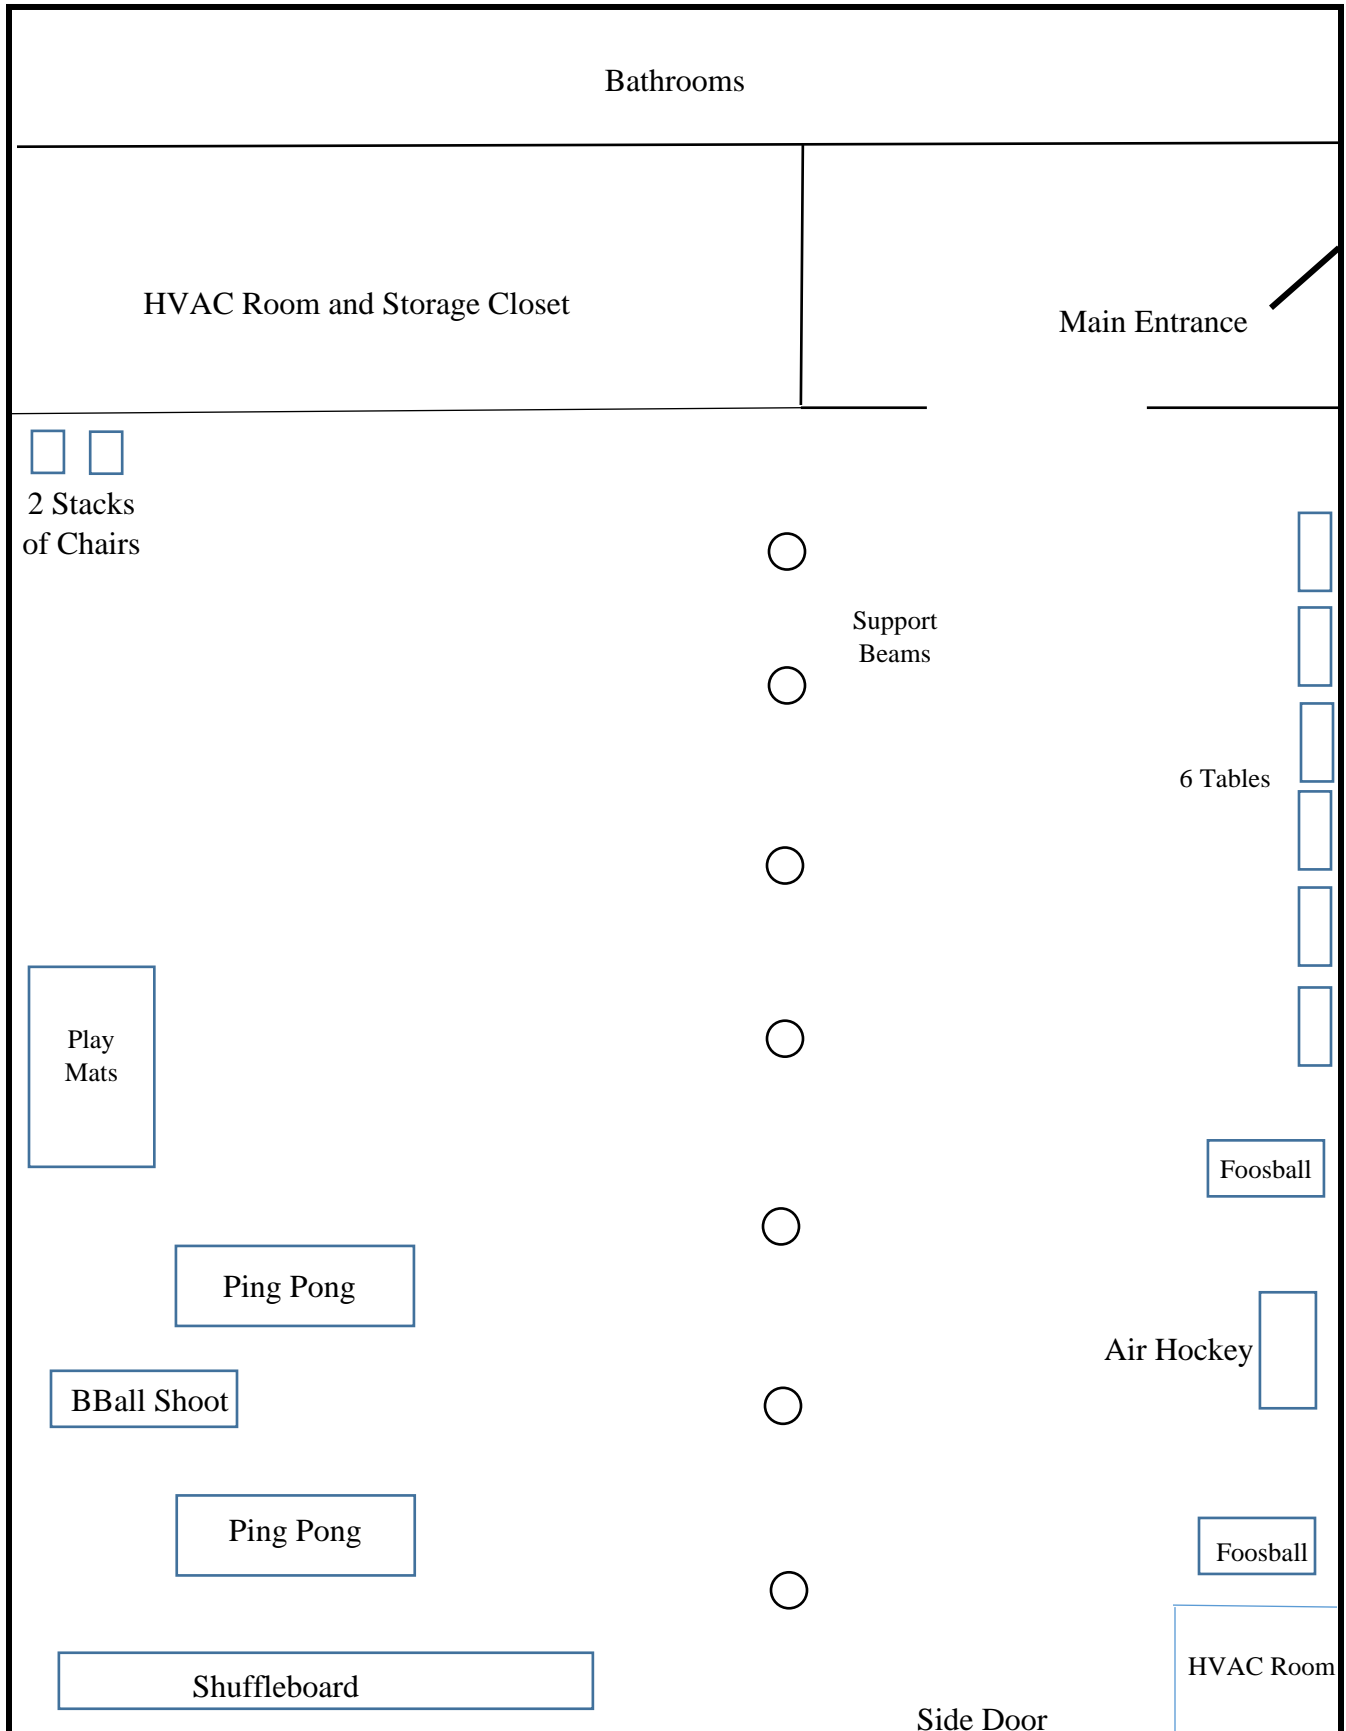 Bathrooms
HVAC Room and Storage Closet
Main Entrance
2 Stacks
of Chairs
Support
Beams
6 Tables
Play
Mats
Foosball
Ping Pong
Air Hockey
BBall Shoot
Ping Pong
Foosball
Shuffleboard
HVAC Room
Side Door